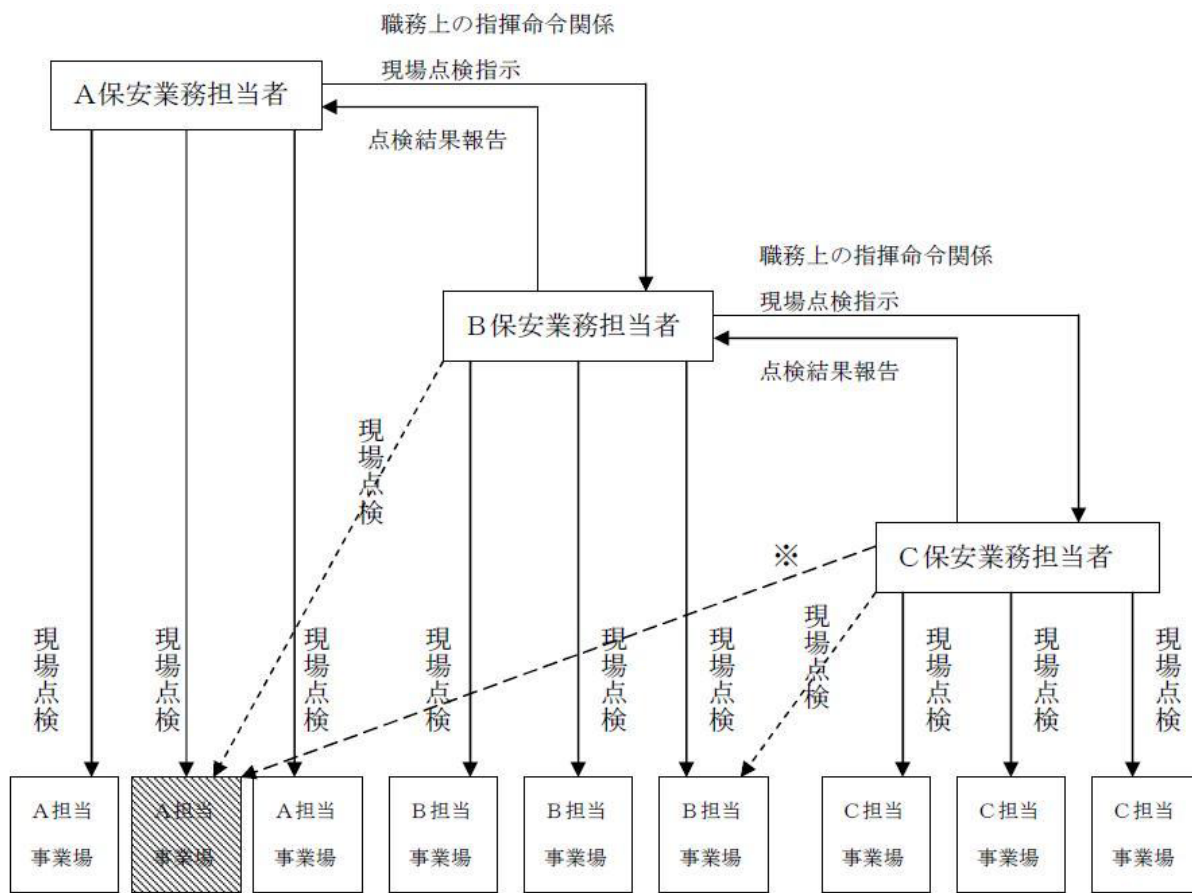 職務上の指揮命令関係
現場点検指示
A保安業務担当者
点検結果報告
職務上の指揮命令関係
現場点検指示
B保安業務担当者
点検結果報告
現場点検
※
C保安業務担当者
現場点検
現場点検
現場点検
現場点検
現場点検
現場点検
現場点検
現場点検
現場点検
現場点検
A担当
事業場
A担当
事業場
A担当
事業場
B担当
事業場
B担当
事業場
B担当
事業場
C担当
事業場
C担当
事業場
C担当
事業場